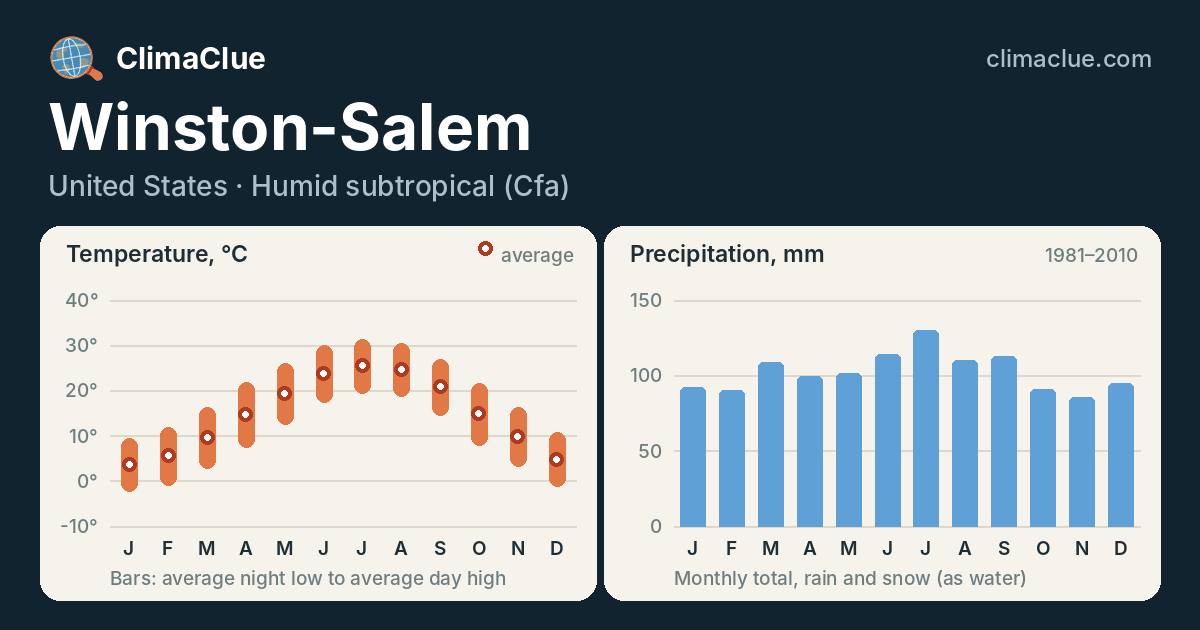 ClimaClue
climaclue.com
Winston-Salem
United States · Humid subtropical (Cfa)
Temperature, °C
average
40°
30°
20°
10°
0°
-10°
J F M A M J J A S O N D
Bars: average night low to average day high
Precipitation, mm
1981–2010
150
100
50
0
J F M A M J J A S O N D
Monthly total, rain and snow (as water)